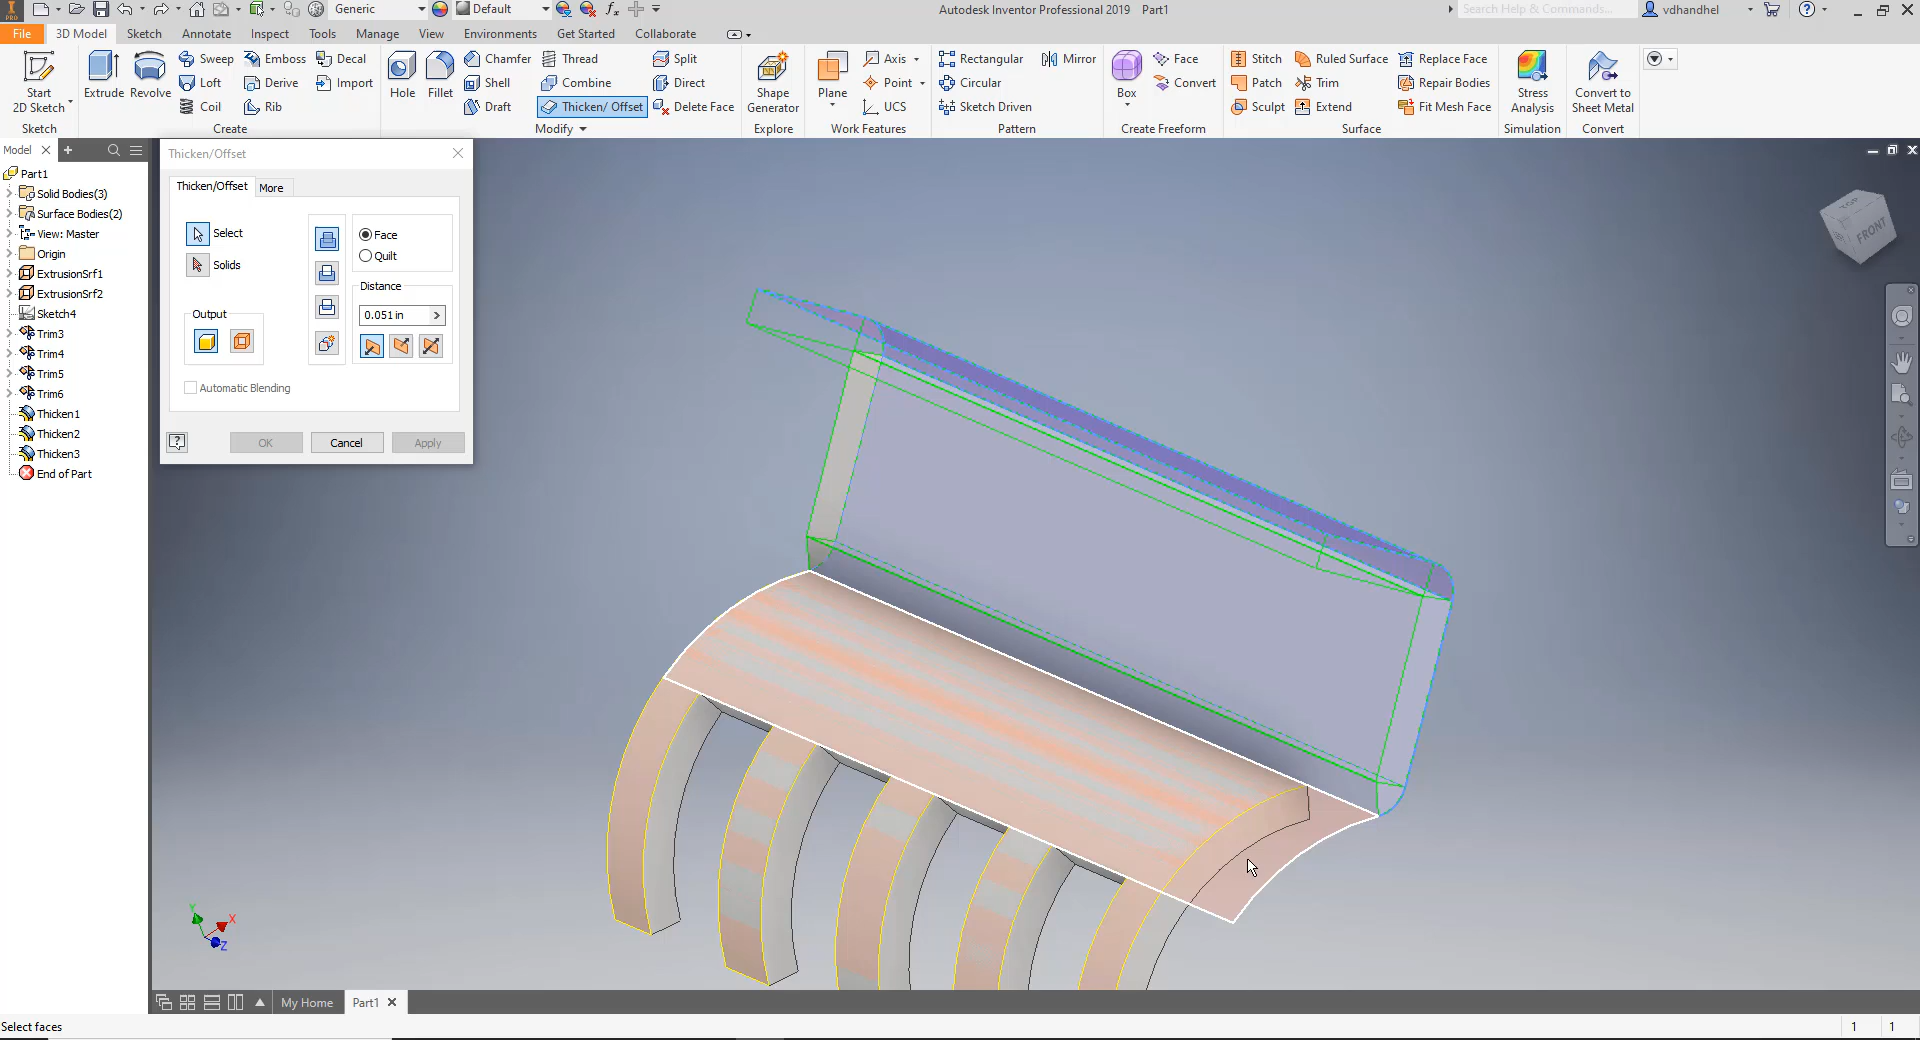 PRO
Generic
Default
fx
Autodesk Inventor Professional 2019 Part1
Search Help & Commands...
vdhandhel
File 3D Model Sketch Annotate Inspect Tools Manage View Environments Get Started Collaborate
Start
2D Sketch
Sketch
Extrude
Revolve
Sweep
Loft
Coil
Emboss
Derive
Rib
Decal
Import
Create
Hole
Fillet
Chamfer
Shell
Draft
Thread
Combine
Thicken/ Offset
Split
Direct
Delete Face
Modify
Shape
Generator
Explore
Plane
Axis
Point
UCS
Work Features
Rectangular
Circular
Sketch Driven
Mirror
Pattern
Box
Face
Convert
Create Freeform
Stitch
Patch
Sculpt
Ruled Surface
Trim
Extend
Replace Face
Repair Bodies
Fit Mesh Face
Surface
Stress
Analysis
Simulation
Convert to
Sheet Metal
Convert
Model
Part1
Solid Bodies(3)
Surface Bodies(2)
View: Master
Origin
ExtrusionSrf1
ExtrusionSrf2
Sketch4
Trim3
Trim4
Trim5
Trim6
Thicken1
Thicken2
Thicken3
End of Part
Thicken/Offset
Thicken/Offset More
Select
Solids
Output
Automatic Blending
Face
Quilt
Distance
0.051 in
?
OK Cancel Apply
TOP
FRONT
Y
X
Z
My Home Part1
Select faces
1 1